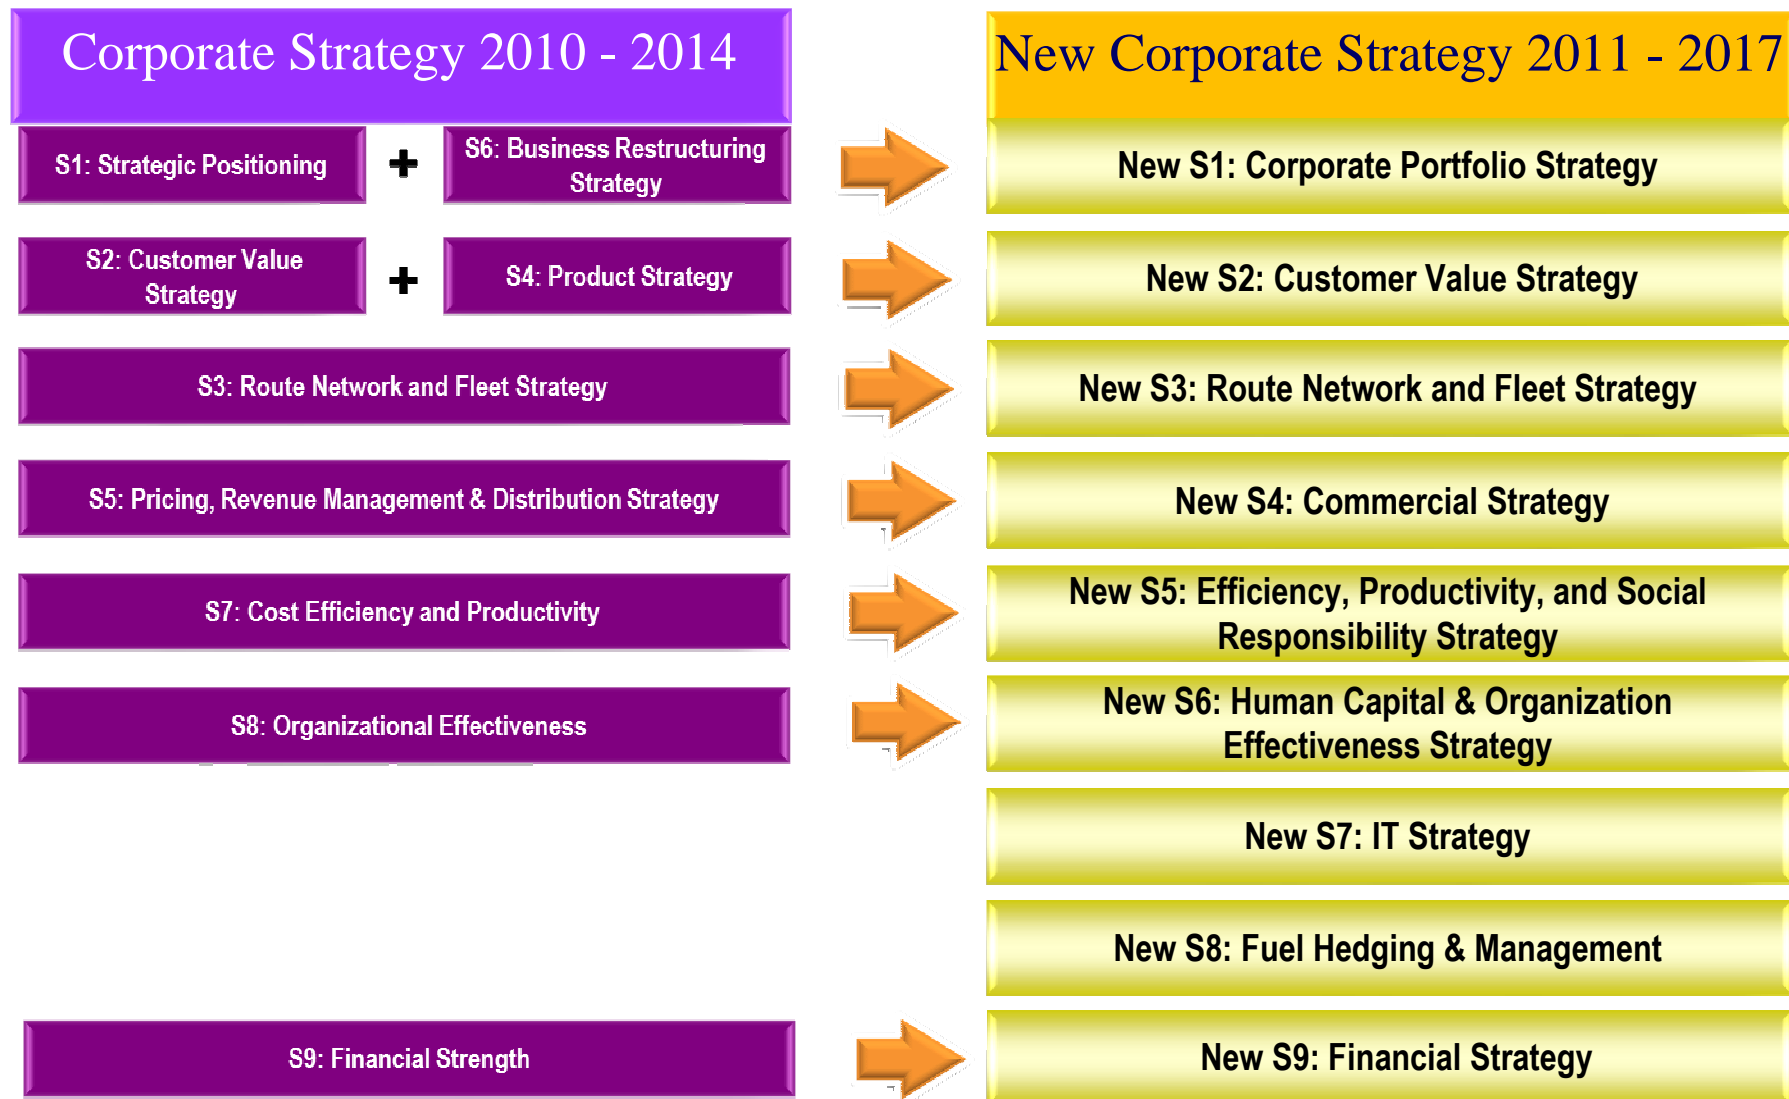 Corporate Strategy 2010 - 2014
New Corporate Strategy 2011 - 2017
S1: Strategic Positioning
+
S6: Business Restructuring
Strategy
New S1: Corporate Portfolio Strategy
S2: Customer Value
Strategy
+
S4: Product Strategy
New S2: Customer Value Strategy
S3: Route Network and Fleet Strategy
New S3: Route Network and Fleet Strategy
S5: Pricing, Revenue Management & Distribution Strategy
New S4: Commercial Strategy
S7: Cost Efficiency and Productivity
New S5: Efficiency, Productivity, and Social
Responsibility Strategy
S8: Organizational Effectiveness
New S6: Human Capital & Organization
Effectiveness Strategy
New S7: IT Strategy
New S8: Fuel Hedging & Management
S9: Financial Strength
New S9: Financial Strategy